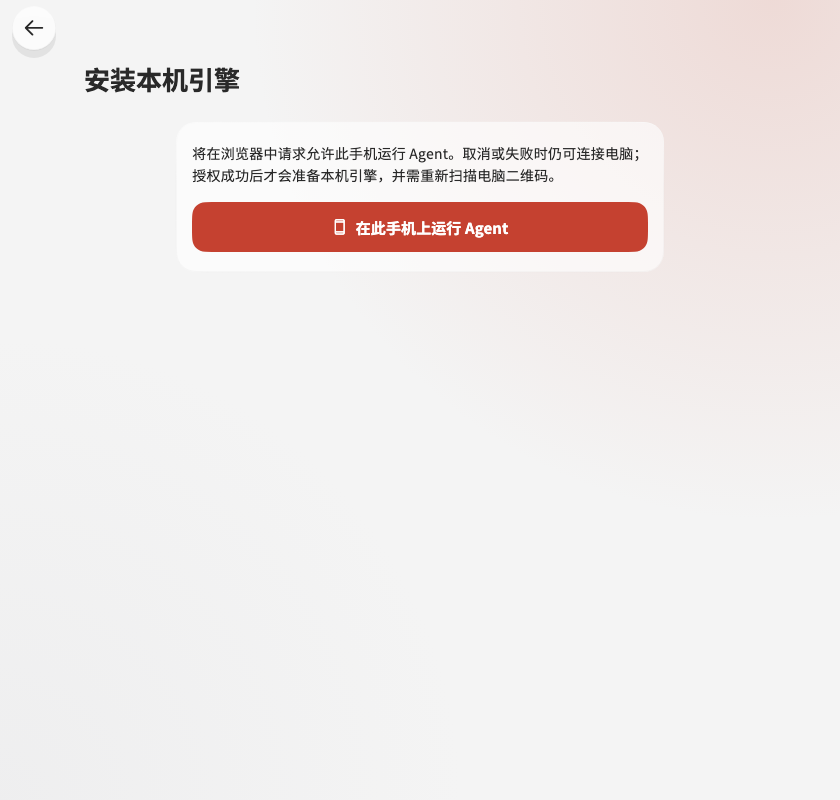 安装本机引擎
将在浏览器中请求允许此手机运行 Agent。取消或失败时仍可连接电脑；
授权成功后才会准备本机引擎，并需重新扫描电脑二维码。
在此手机上运行 Agent